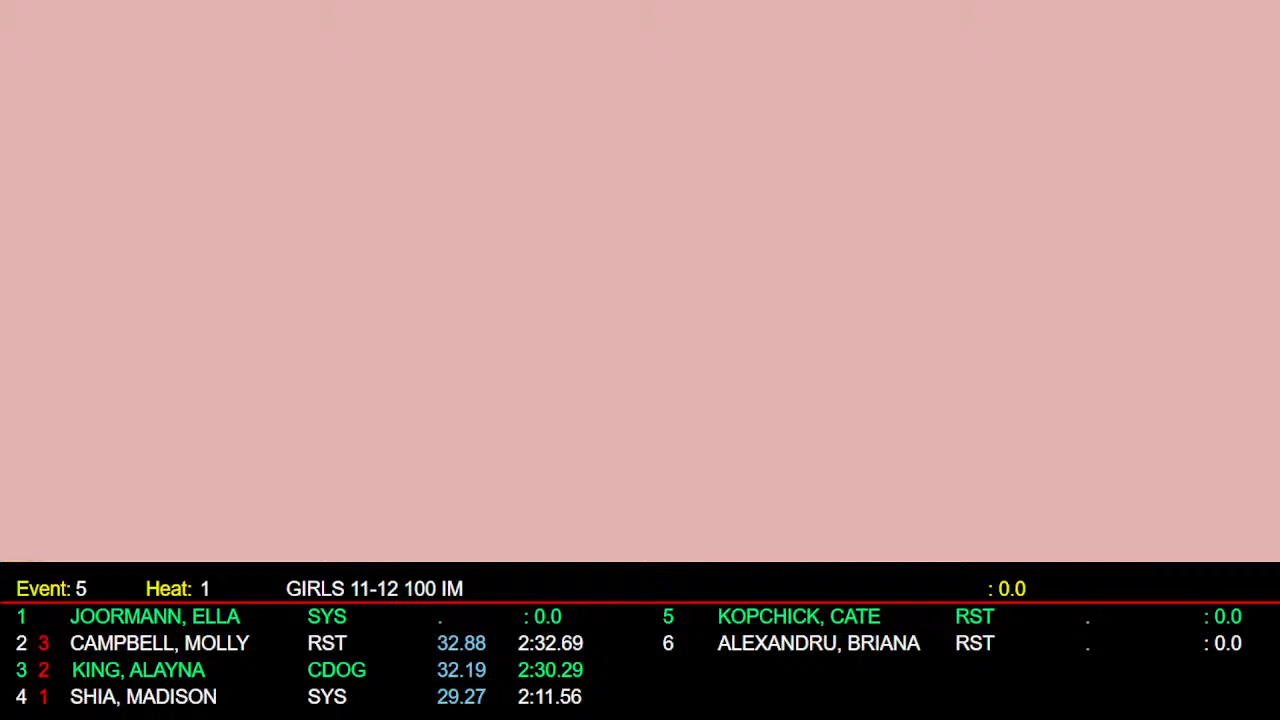 Event: 5 Heat: 1 GIRLS 11-12 100 IM : 0.0
1 JOORMANN, ELLA SYS . : 0.0 5 KOPCHICK, CATE RST . : 0.0
2 3 CAMPBELL, MOLLY RST 32.88 2:32.69 6 ALEXANDRU, BRIANA RST . : 0.0
3 2 KING, ALAYNA CDOG 32.19 2:30.29
4 1 SHIA, MADISON SYS 29.27 2:11.56